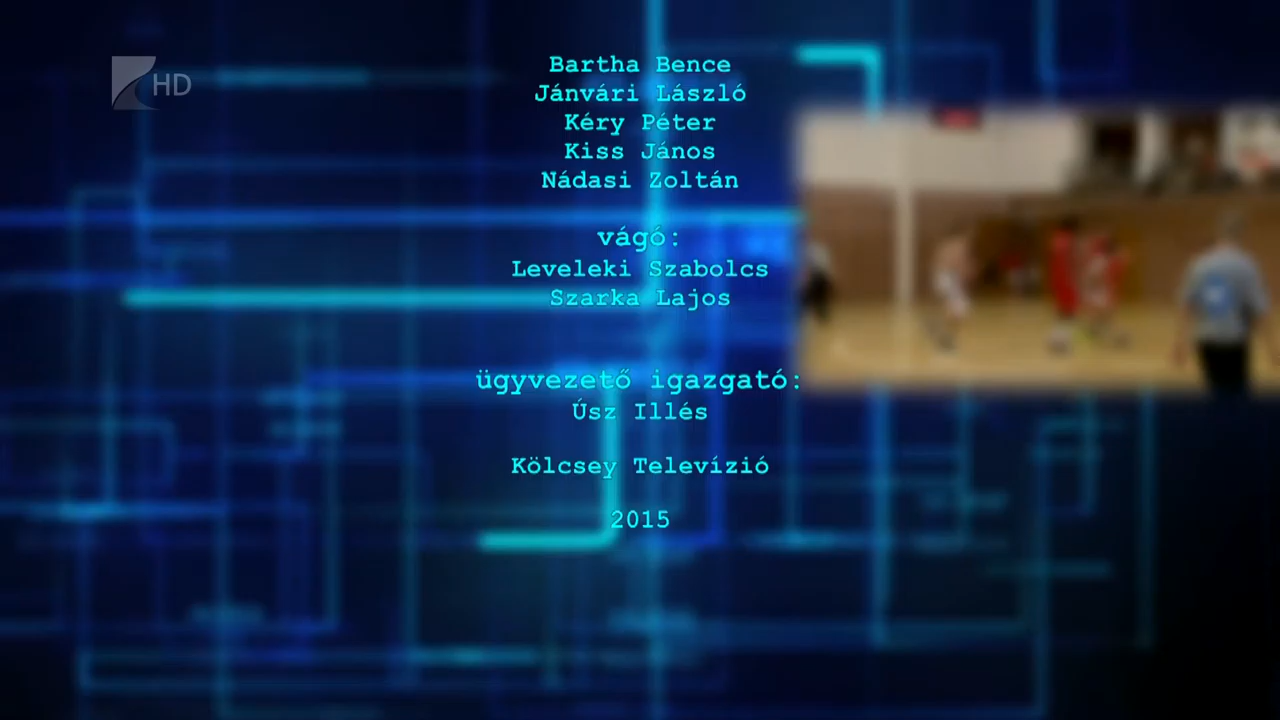 HD
Bartha Bence
Jánvári László
Kéry Péter
Kiss János
Nádasi Zoltán
vágó:
Leveleki Szabolcs
Szarka Lajos
ügyvezető igazgató:
Úsz Illés
Kölcsey Televízió
2015